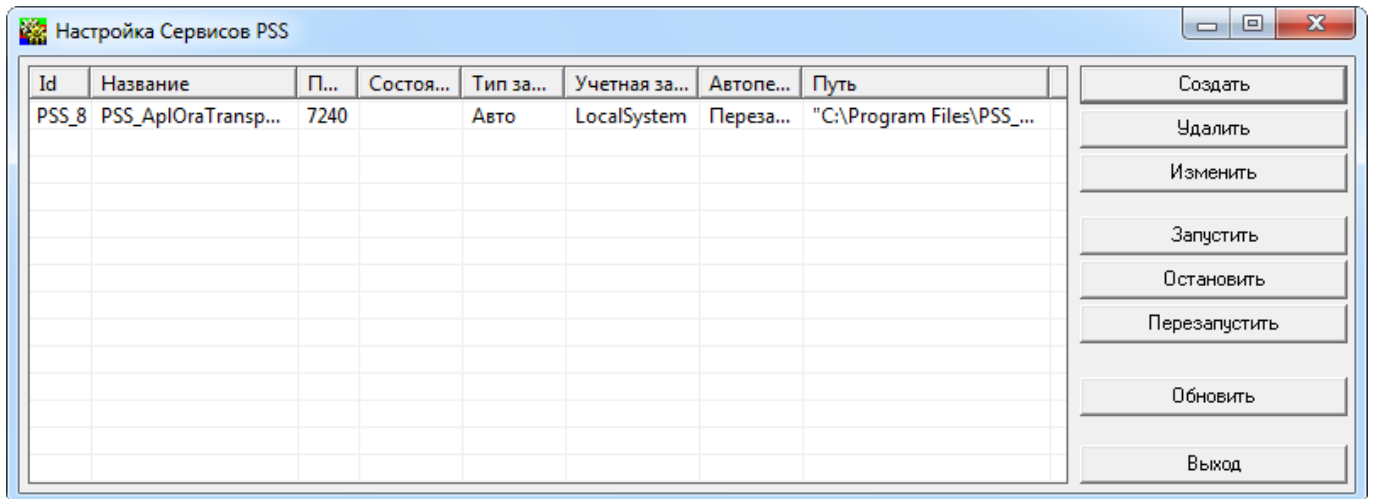 Настройка Сервисов PSS
Id Название П... Состоя... Тип за... Учетная за... Автопе... Путь
PSS_8 PSS_AplOraTransp... 7240 Авто LocalSystem Переза... "C:\Program Files\PSS_...
Создать
Удалить
Изменить
Запустить
Остановить
Перезапустить
Обновить
Выход